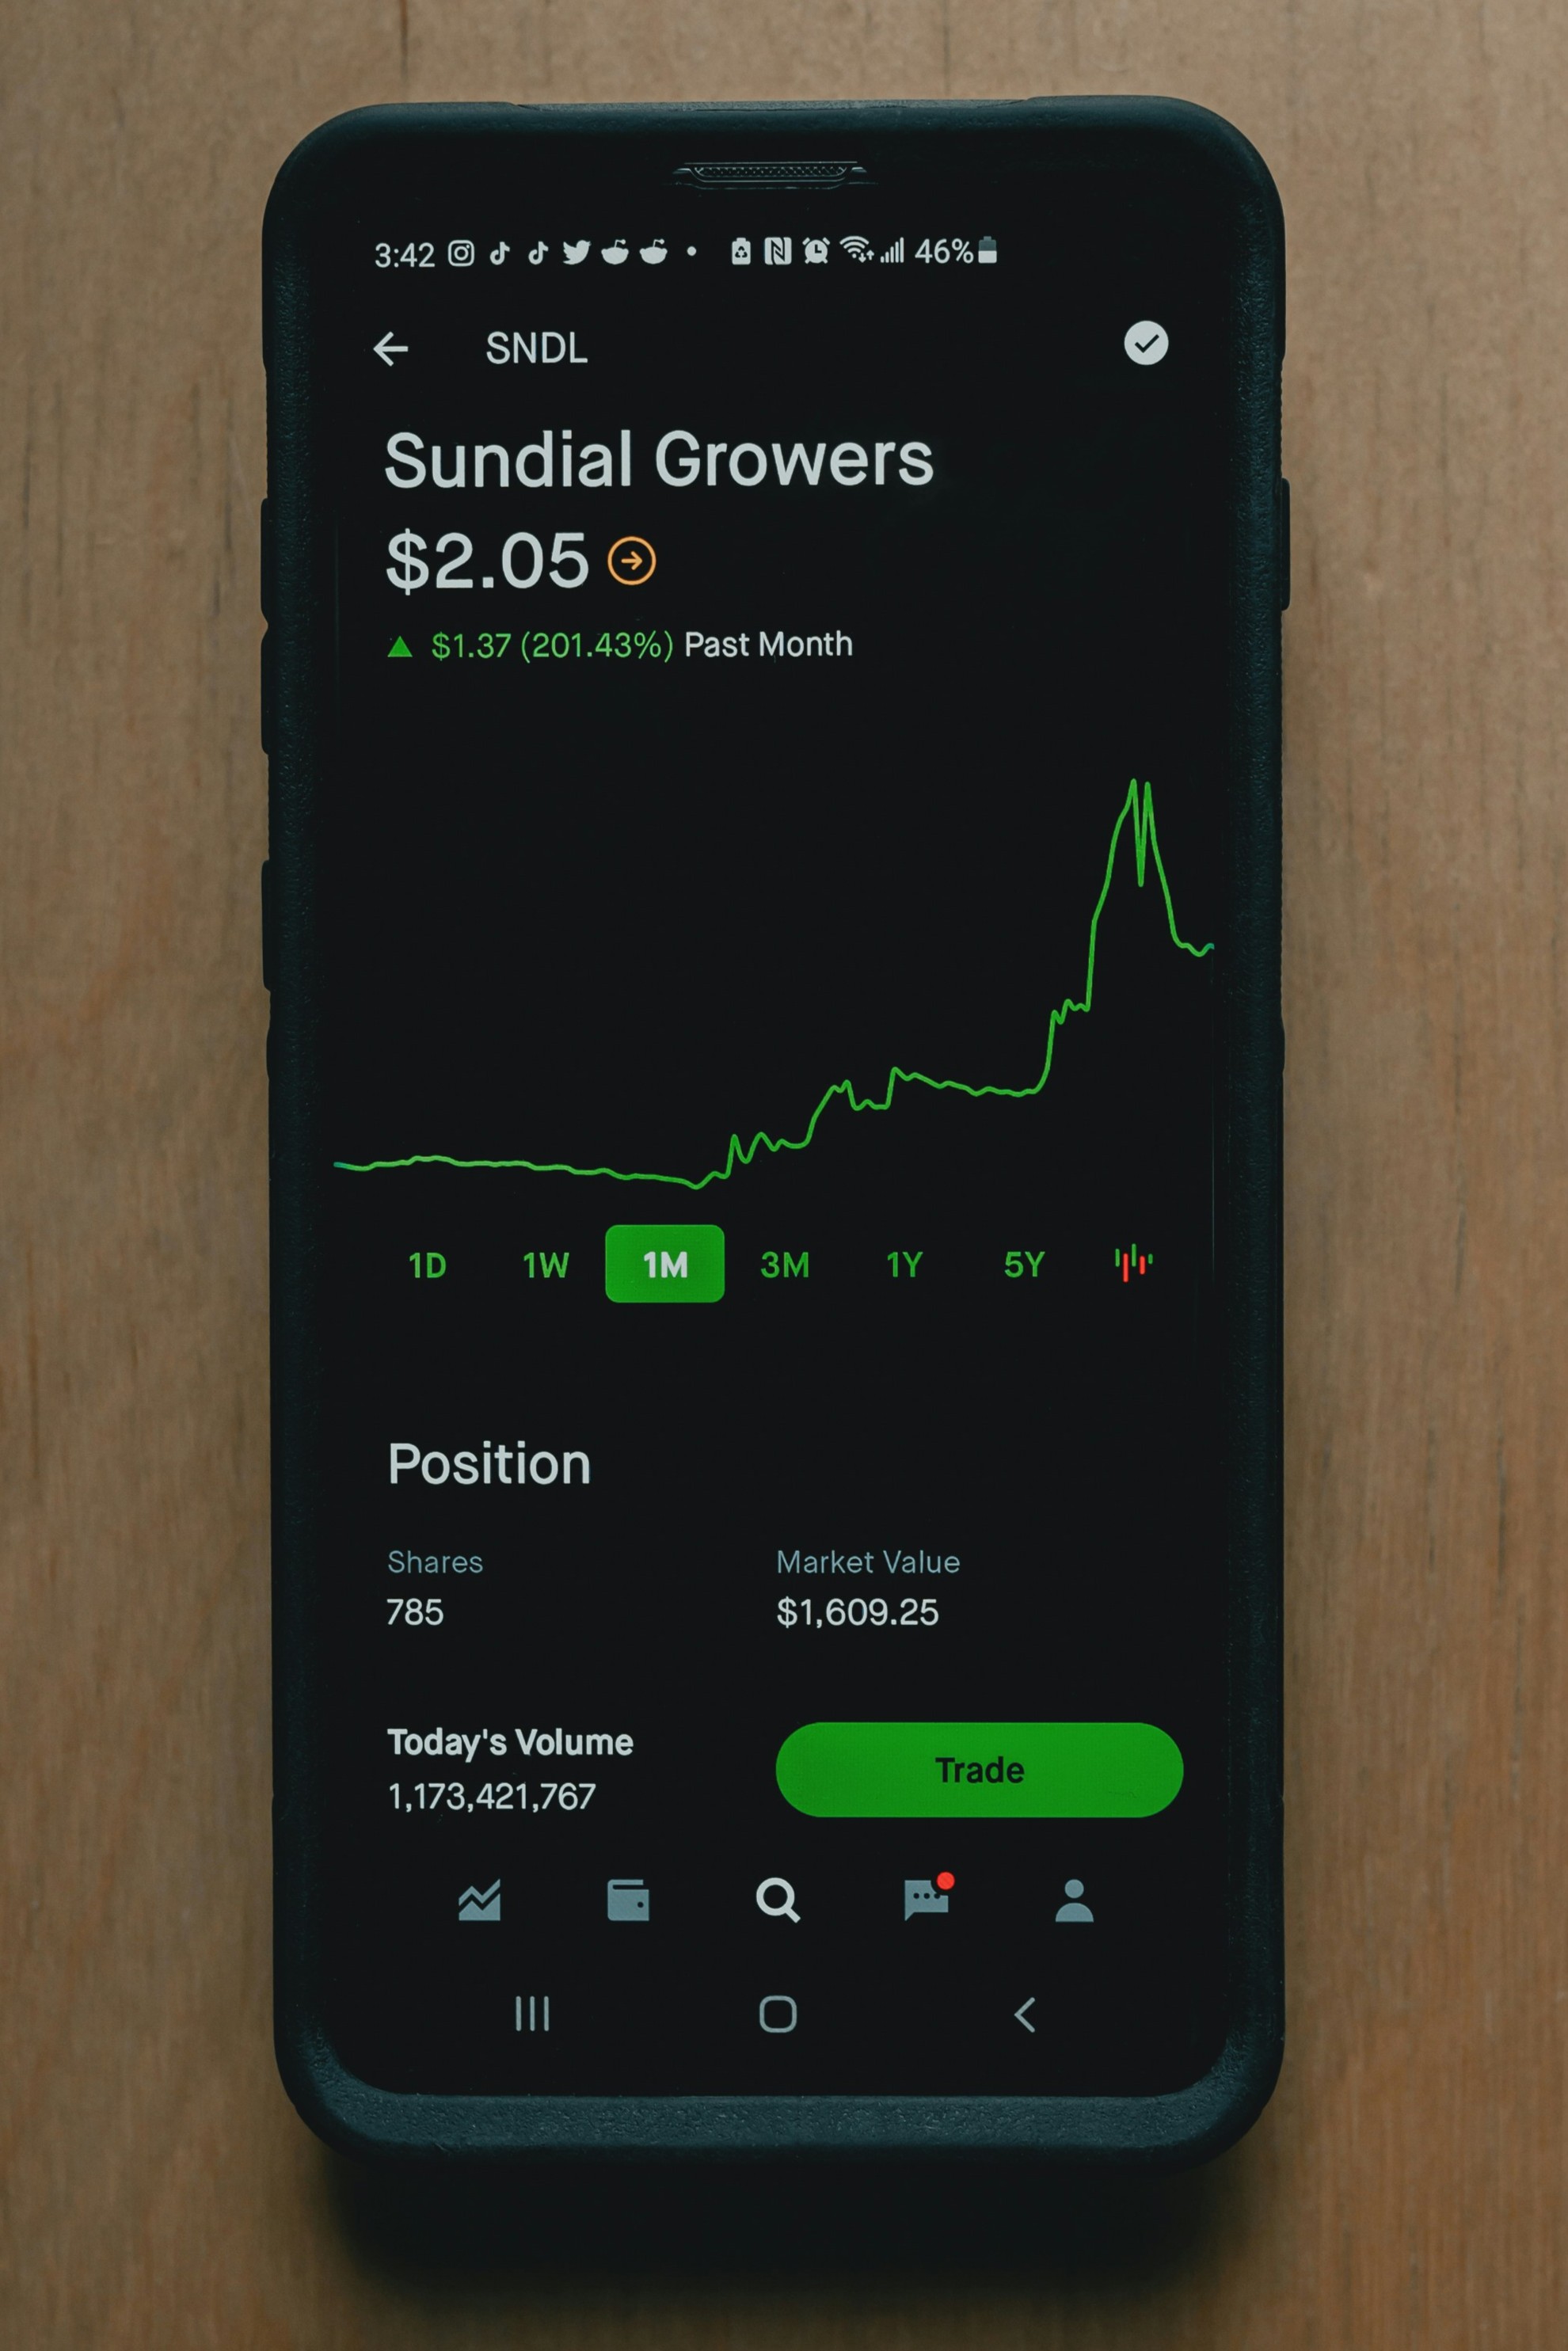 3:42 46%
SNDL
Sundial Growers
$2.05
$1.37 (201.43%) Past Month
1D 1W 1M 3M 1Y 5Y
Position
Shares Market Value
785 $1,609.25
Today's Volume
1,173,421,767
Trade